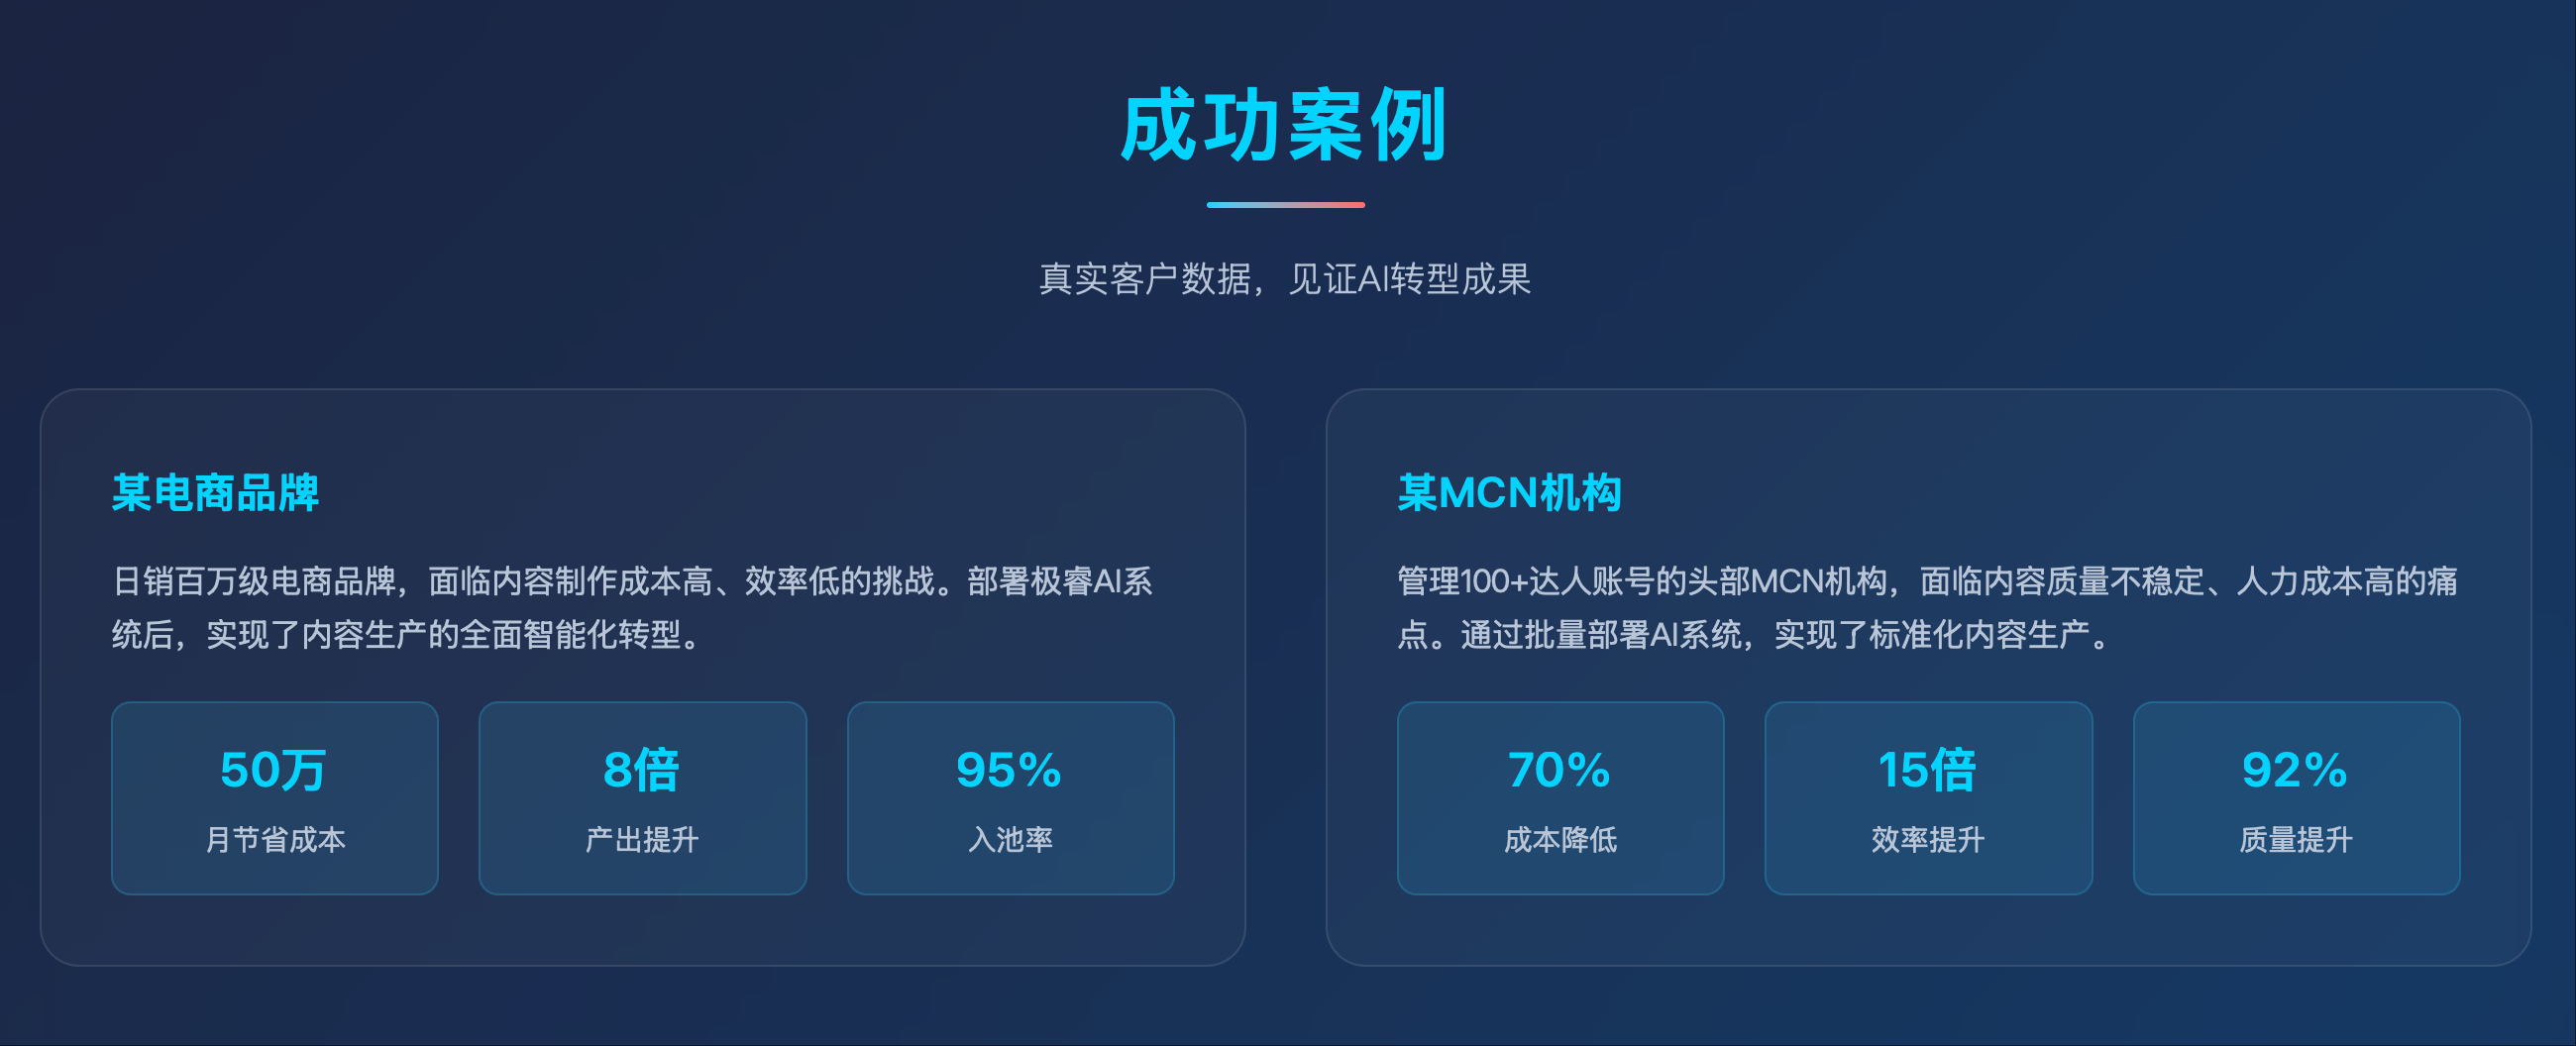 成功案例
真实客户数据，见证AI转型成果
某电商品牌
日销百万级电商品牌，面临内容制作成本高、效率低的挑战。部署极睿AI系
统后，实现了内容生产的全面智能化转型。
50万
月节省成本
8倍
产出提升
95%
入池率
某MCN机构
管理100+达人账号的头部MCN机构，面临内容质量不稳定、人力成本高的痛
点。通过批量部署AI系统，实现了标准化内容生产。
70%
成本降低
15倍
效率提升
92%
质量提升